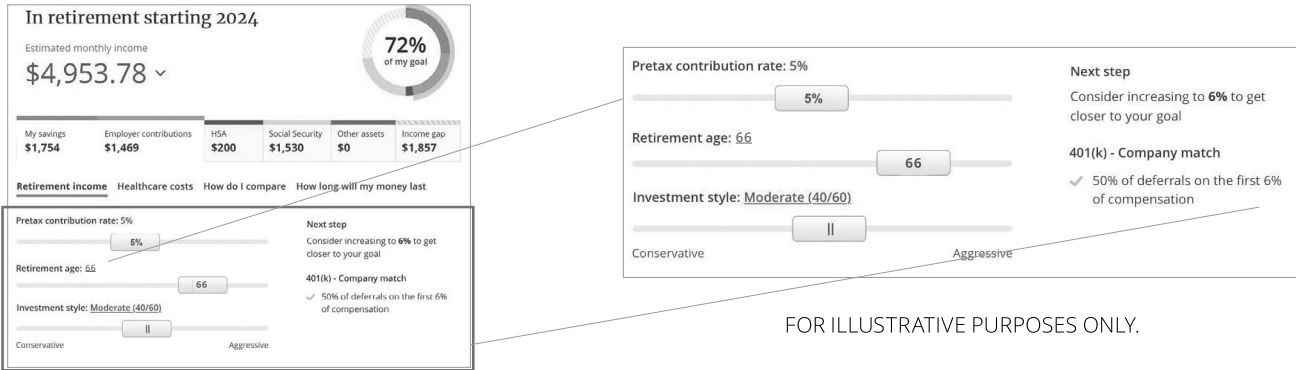 In retirement starting 2024
Estimated monthly income
$4,953.78
72%
of my goal
My savings
$1,754
Employer contributions
$1,469
HSA
$200
Social Security
$1,530
Other assets
$0
Income gap
$1,857
Retirement income Healthcare costs How do I compare How long will my money last
Pretax contribution rate: 5%
5%
Retirement age: 66
66
Investment style: Moderate (40/60)
Conservative Aggressive
Next step
Consider increasing to 6% to get
closer to your goal
401(k) - Company match
50% of deferrals on the first 6%
of compensation
Pretax contribution rate: 5%
5%
Retirement age: 66
66
Investment style: Moderate (40/60)
Conservative Aggressive
Next step
Consider increasing to 6% to get
closer to your goal
401(k) - Company match
50% of deferrals on the first 6%
of compensation
FOR ILLUSTRATIVE PURPOSES ONLY.